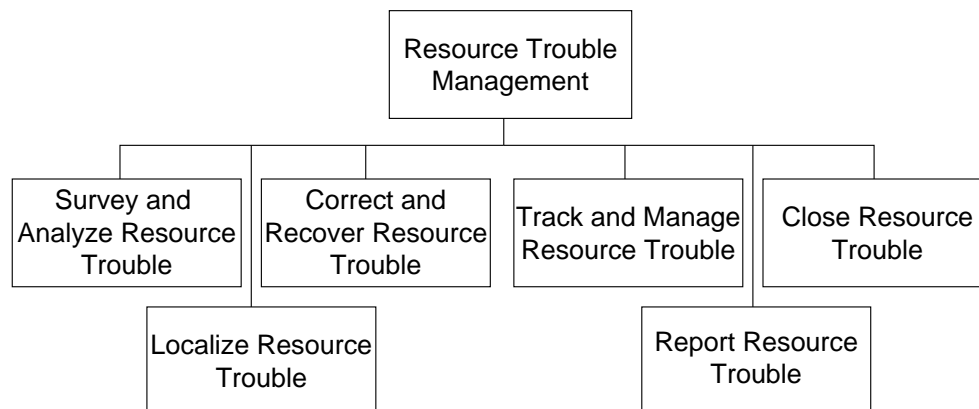 Resource Trouble
Management
Survey and
Analyze Resource
Trouble
Correct and
Recover Resource
Trouble
Track and Manage
Resource Trouble
Close Resource
Trouble
Localize Resource
Trouble
Report Resource
Trouble